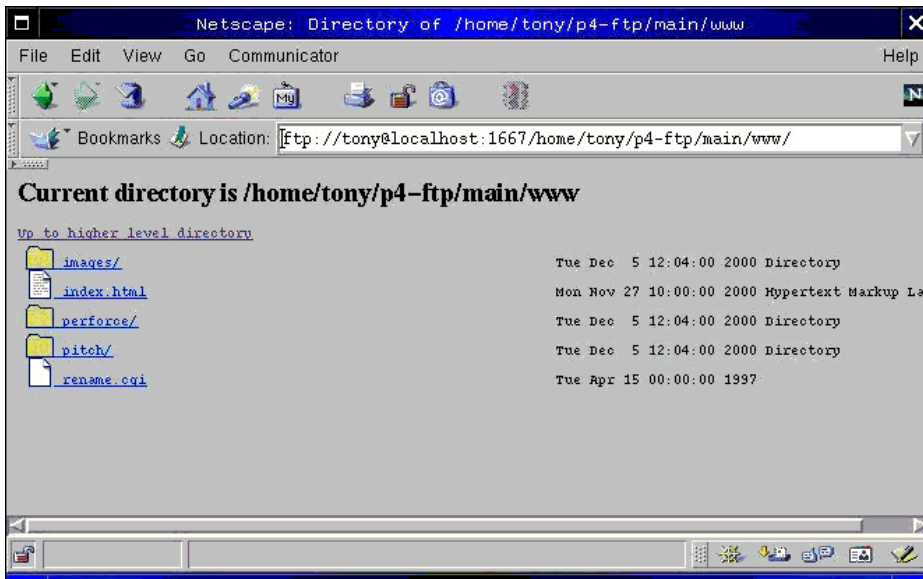 Netscape: Directory of /home/tony/p4-ftp/main/www
File Edit View Go Communicator Help
My
N
Bookmarks Location: ftp://tony@localhost:1667/home/tony/p4-ftp/main/www/
Current directory is /home/tony/p4-ftp/main/www
Up to higher level directory
images/ Tue Dec 5 12:04:00 2000 Directory
index.html Mon Nov 27 10:00:00 2000 Hypertext Markup La
perforce/ Tue Dec 5 12:04:00 2000 Directory
pitch/ Tue Dec 5 12:04:00 2000 Directory
rename.cgi Tue Apr 15 00:00:00 1997